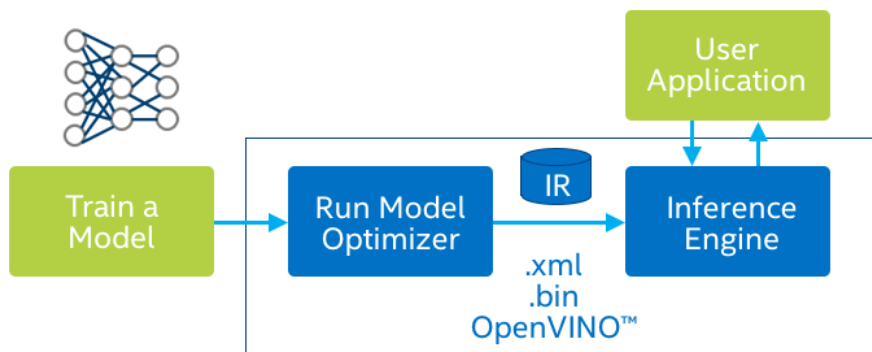 User
Application
Train a
Model
Run Model
Optimizer
IR
.xml
.bin
OpenVINO™
Inference
Engine